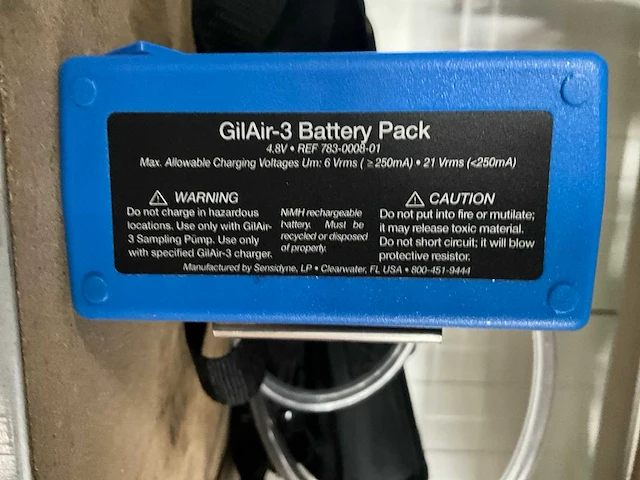 GilAir-3 Battery Pack
4.8V • REF 783-0008-01
Max. Allowable Charging Voltages Um: 6 Vrms ( ≥250mA) • 21 Vrms (<250mA)
WARNING
Do not charge in hazardous
locations. Use only with GilAir-
3 Sampling Pump. Use only
with specified GilAir-3 charger.
NiMH rechargeable
battery. Must be
recycled or disposed
of properly.
CAUTION
Do not put into fire or mutilate;
it may release toxic material.
Do not short circuit; it will blow
protective resistor.
Manufactured by Sensidyne, LP • Clearwater, FL USA • 800-451-9444